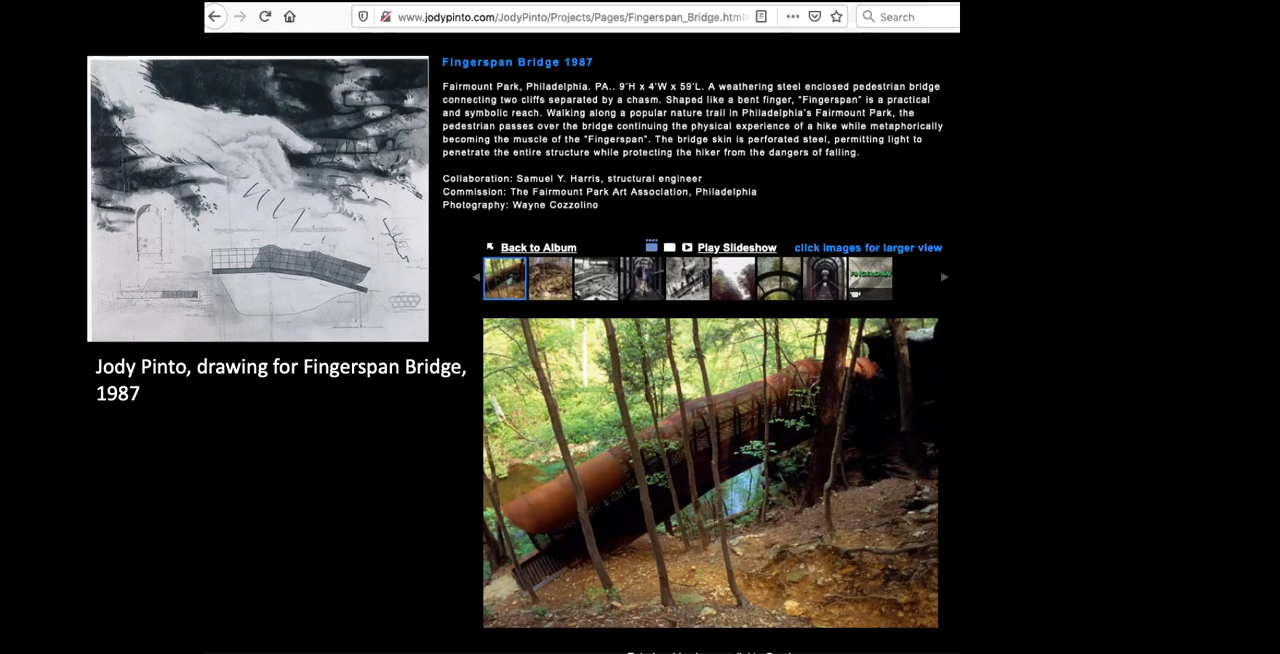 www.jodypinto.com/JodyPinto/Projects/Pages/Fingerspan_Bridge.html
Search
Fingerspan Bridge 1987
Fairmount Park, Philadelphia. PA.. 9'H x 4'W x 59'L. A weathering steel enclosed pedestrian bridge
connecting two cliffs separated by a chasm. Shaped like a bent finger, "Fingerspan" is a practical
and symbolic reach. Walking along a popular nature trail in Philadelphia's Fairmount Park, the
pedestrian passes over the bridge continuing the physical experience of a hike while metaphorically
becoming the muscle of the "Fingerspan". The bridge skin is perforated steel, permitting light to
penetrate the entire structure while protecting the hiker from the dangers of falling.
Collaboration: Samuel Y. Harris, structural engineer
Commission: The Fairmount Park Art Association, Philadelphia
Photography: Wayne Cozzolino
Back to Album
Play Slideshow
click images for larger view
FINGERSPAN
Jody Pinto, drawing for Fingerspan Bridge,
1987